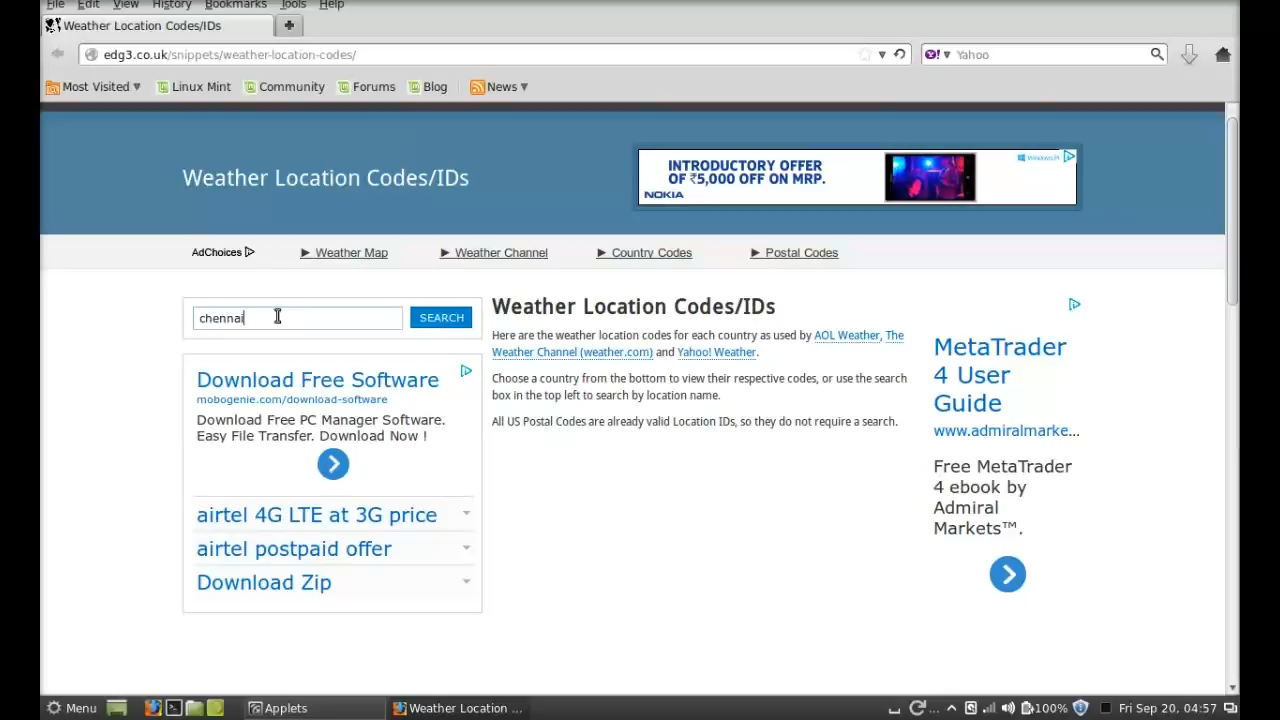 File Edit View History Bookmarks Tools Help
Weather Location Codes/IDs
edg3.co.uk/snippets/weather-location-codes/
Yahoo
Most Visited Linux Mint Community Forums Blog News
Weather Location Codes/IDs
INTRODUCTORY OFFER
OF ₹5,000 OFF ON MRP.
NOKIA
AdChoices Weather Map Weather Channel Country Codes Postal Codes
chennai
SEARCH
Download Free Software
mobogenie.com/download-software
Download Free PC Manager Software.
Easy File Transfer. Download Now !
airtel 4G LTE at 3G price
airtel postpaid offer
Download Zip
Weather Location Codes/IDs
Here are the weather location codes for each country as used by AOL Weather, The
Weather Channel (weather.com) and Yahoo! Weather.
Choose a country from the bottom to view their respective codes, or use the search
box in the top left to search by location name.
All US Postal Codes are already valid Location IDs, so they do not require a search.
MetaTrader
4 User
Guide
www.admiralmarke...
Free MetaTrader
4 ebook by
Admiral
Markets™.
Menu Applets Weather Location ... ... 100% Fri Sep 20, 04:57